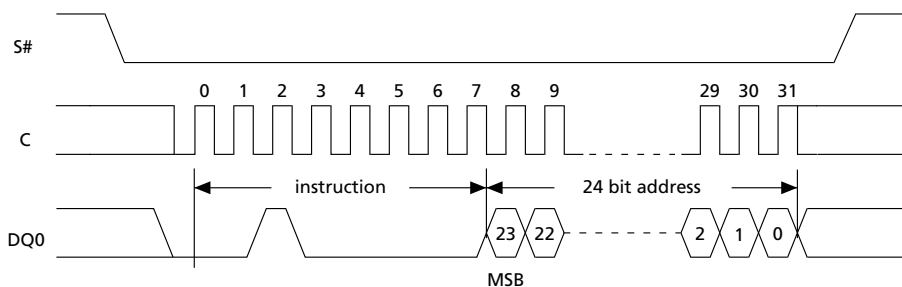 S#
0 1 2 3 4 5 6 7 8 9 29 30 31
C
instruction 24 bit address
DQ0 23 22 2 1 0
MSB